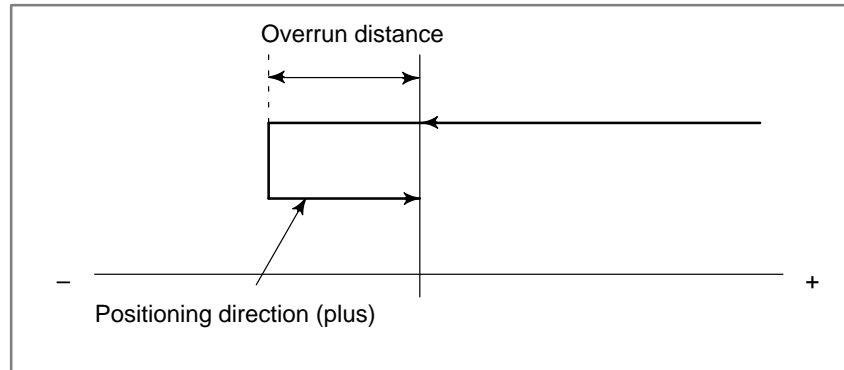 Overrun distance
– +
Positioning direction (plus)